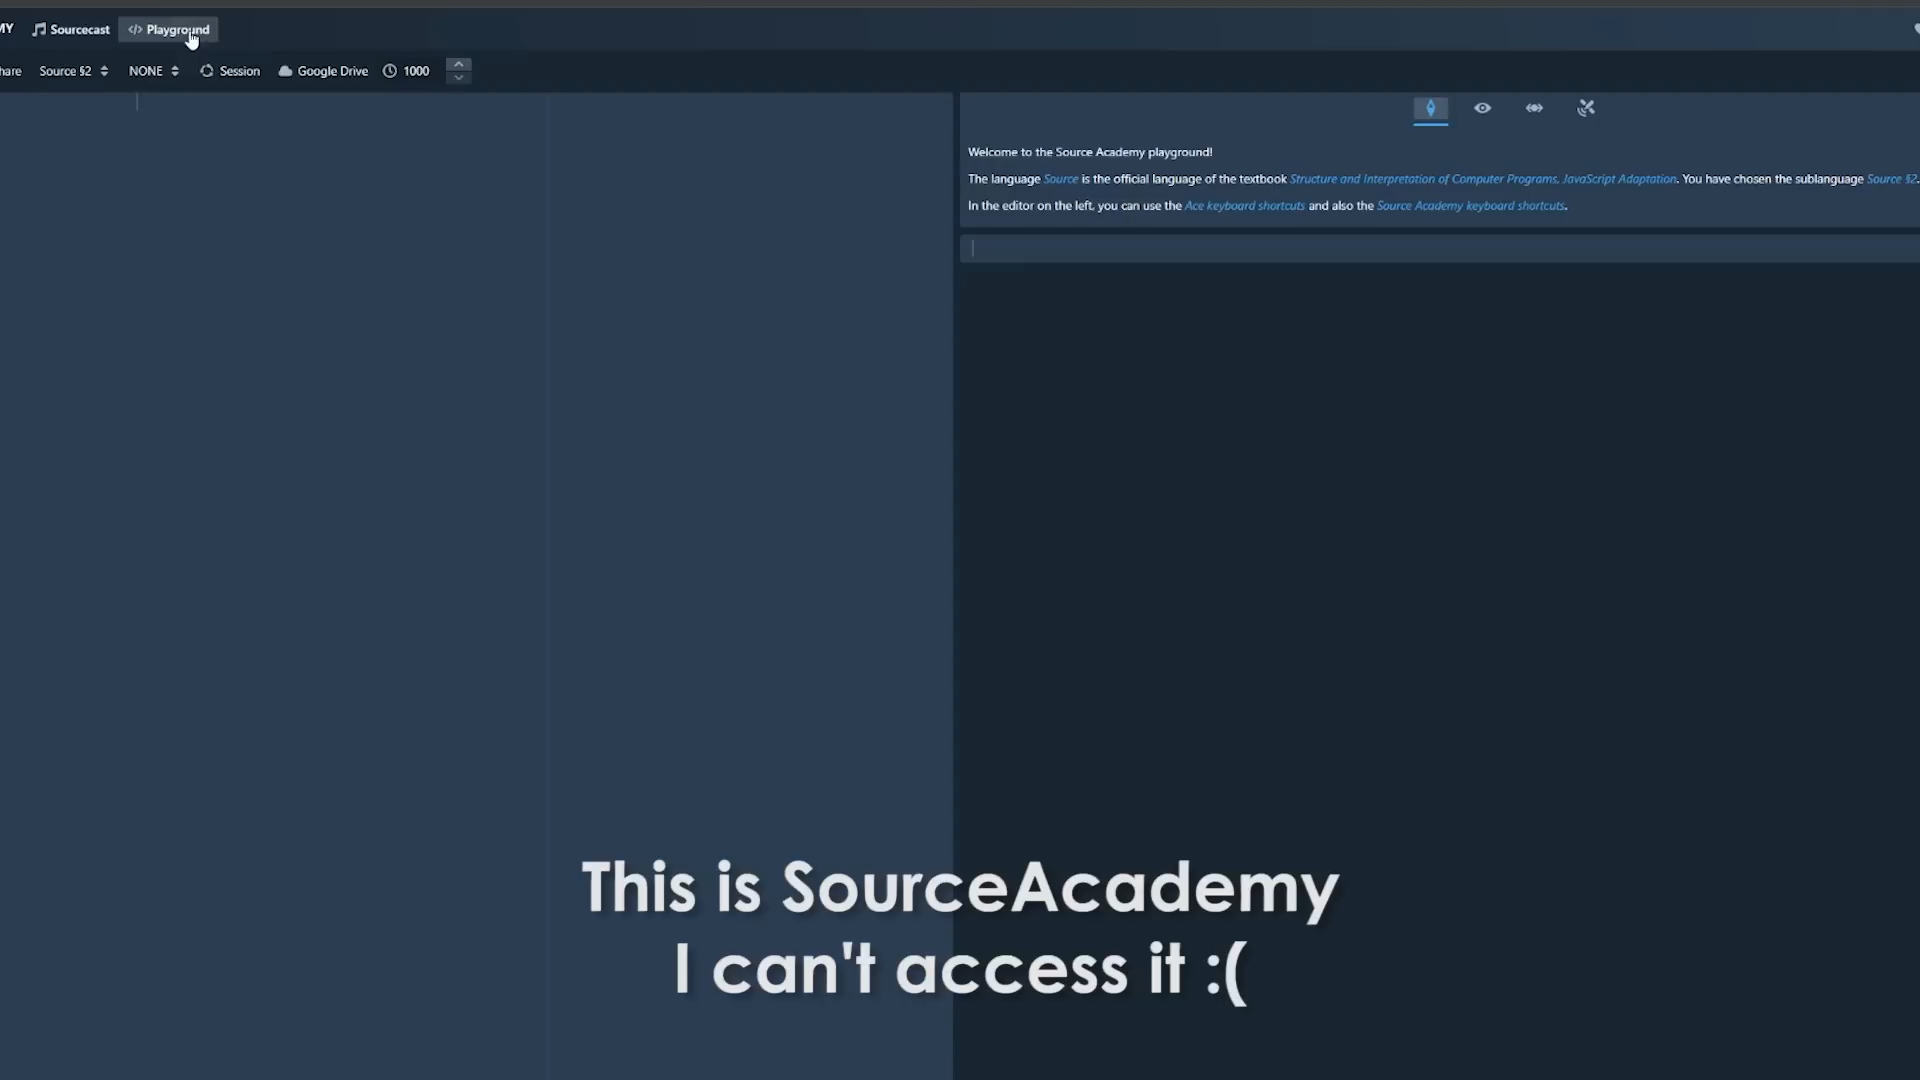 MY Sourcecast </> Playground
hare Source §2 NONE Session Google Drive 1000
Welcome to the Source Academy playground!
The language Source is the official language of the textbook Structure and Interpretation of Computer Programs, JavaScript Adaptation. You have chosen the sublanguage Source §2.
In the editor on the left, you can use the Ace keyboard shortcuts and also the Source Academy keyboard shortcuts.
This is SourceAcademy
I can't access it :(